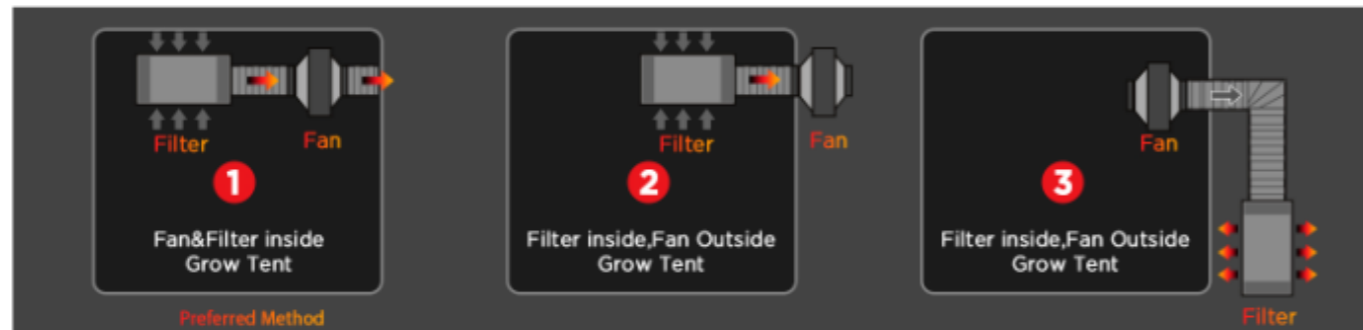 Filter
Fan
1
Fan&Filter inside
Grow Tent
Preferred Method
Filter
Fan
2
Filter inside,Fan Outside
Grow Tent
Fan
3
Filter inside,Fan Outside
Grow Tent
Filter